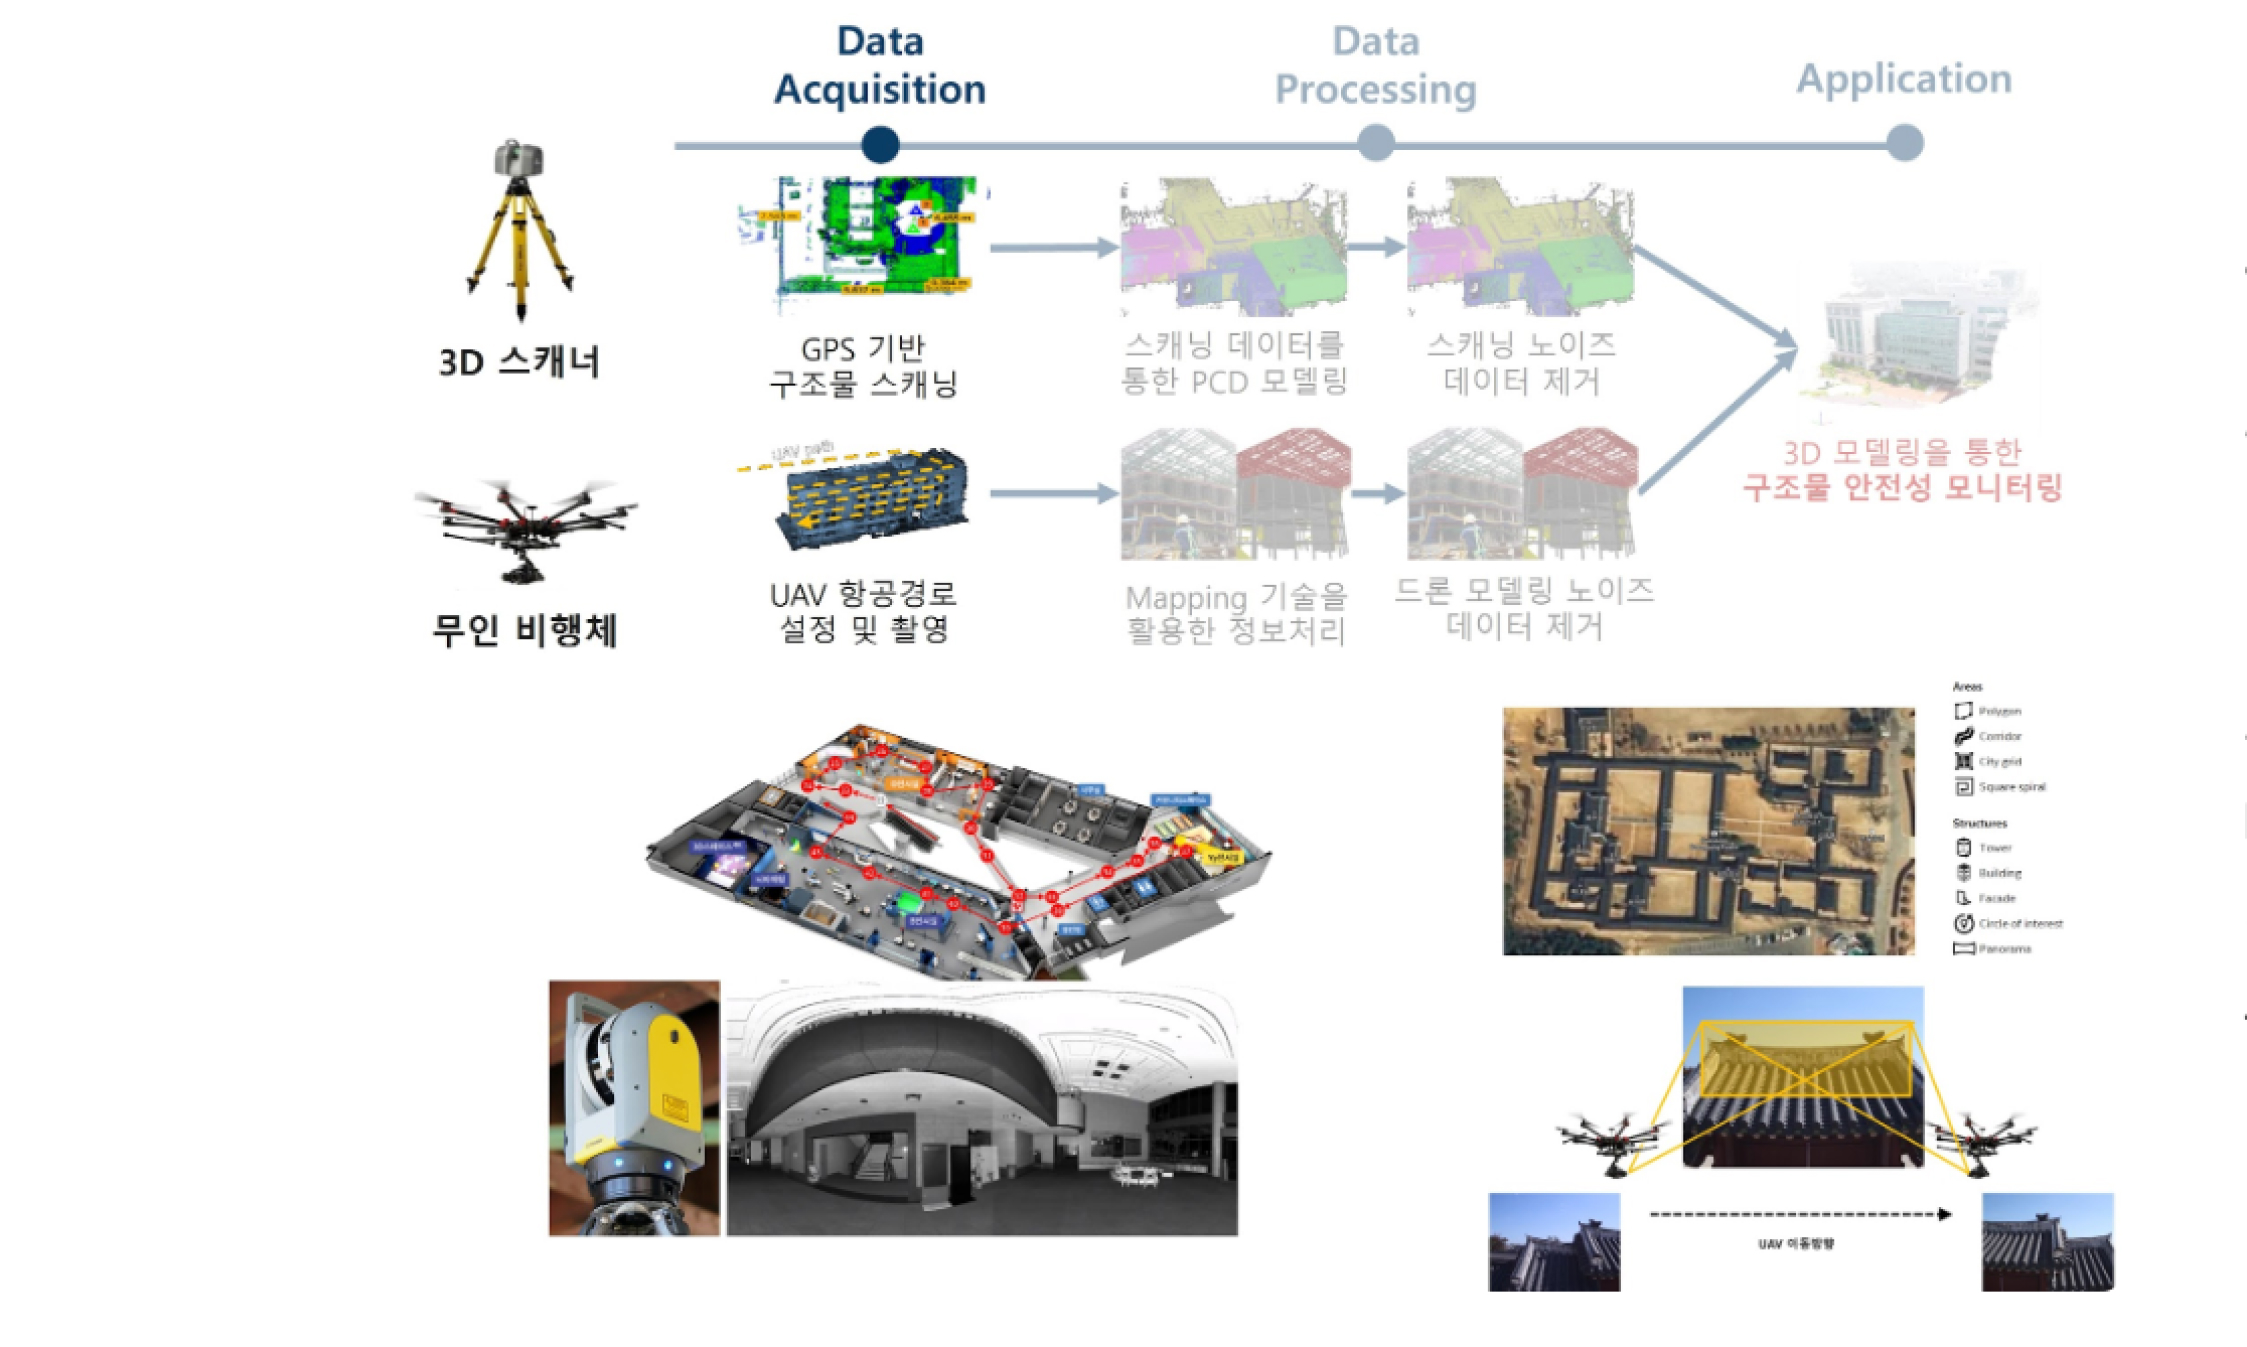 Data
Acquisition
Data
Processing
Application
3D 스캐너
GPS 기반
구조물 스캐닝
스캐닝 데이터를
통한 PCD 모델링
스캐닝 노이즈
데이터 제거
3D 모델링을 통한
구조물 안전성 모니터링
무인 비행체
UAV path
UAV 항공경로
설정 및 촬영
Mapping 기술을
활용한 정보처리
드론 모델링 노이즈
데이터 제거
Areas
Polygon
Corridor
City grid
Square spiral
Structures
Tower
Building
Facade
Circle of interest
Panorama
UAV 이동방향